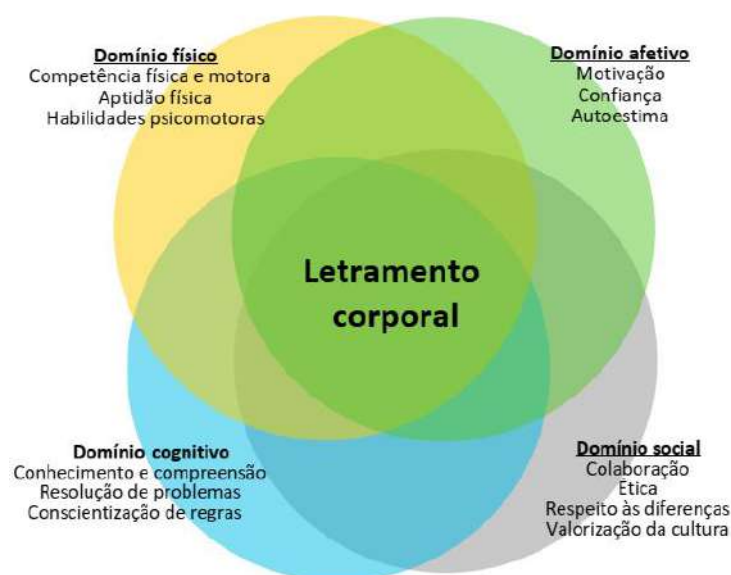 Domínio físico
Competência física e motora
Aptidão física
Habilidades psicomotoras
Domínio afetivo
Motivação
Confiança
Autoestima
Letramento
corporal
Domínio cognitivo
Conhecimento e compreensão
Resolução de problemas
Conscientização de regras
Domínio social
Colaboração
Ética
Respeito às diferenças
Valorização da cultura